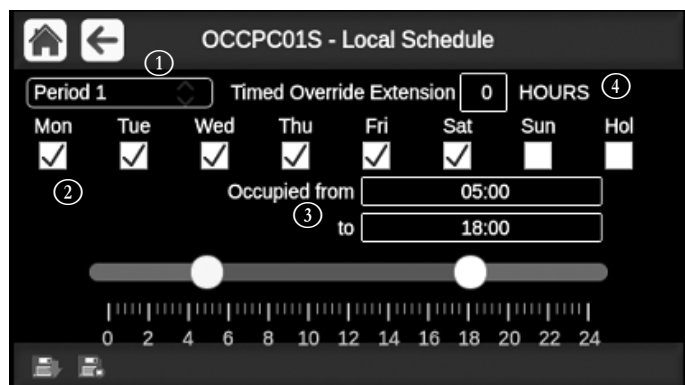 OCCPC01S - Local Schedule
1
Period 1 Timed Override Extension 0 HOURS 4
Mon Tue Wed Thu Fri Sat Sun Hol
2
Occupied from 05:00
3
to 18:00
0 2 4 6 8 10 12 14 16 18 20 22 24